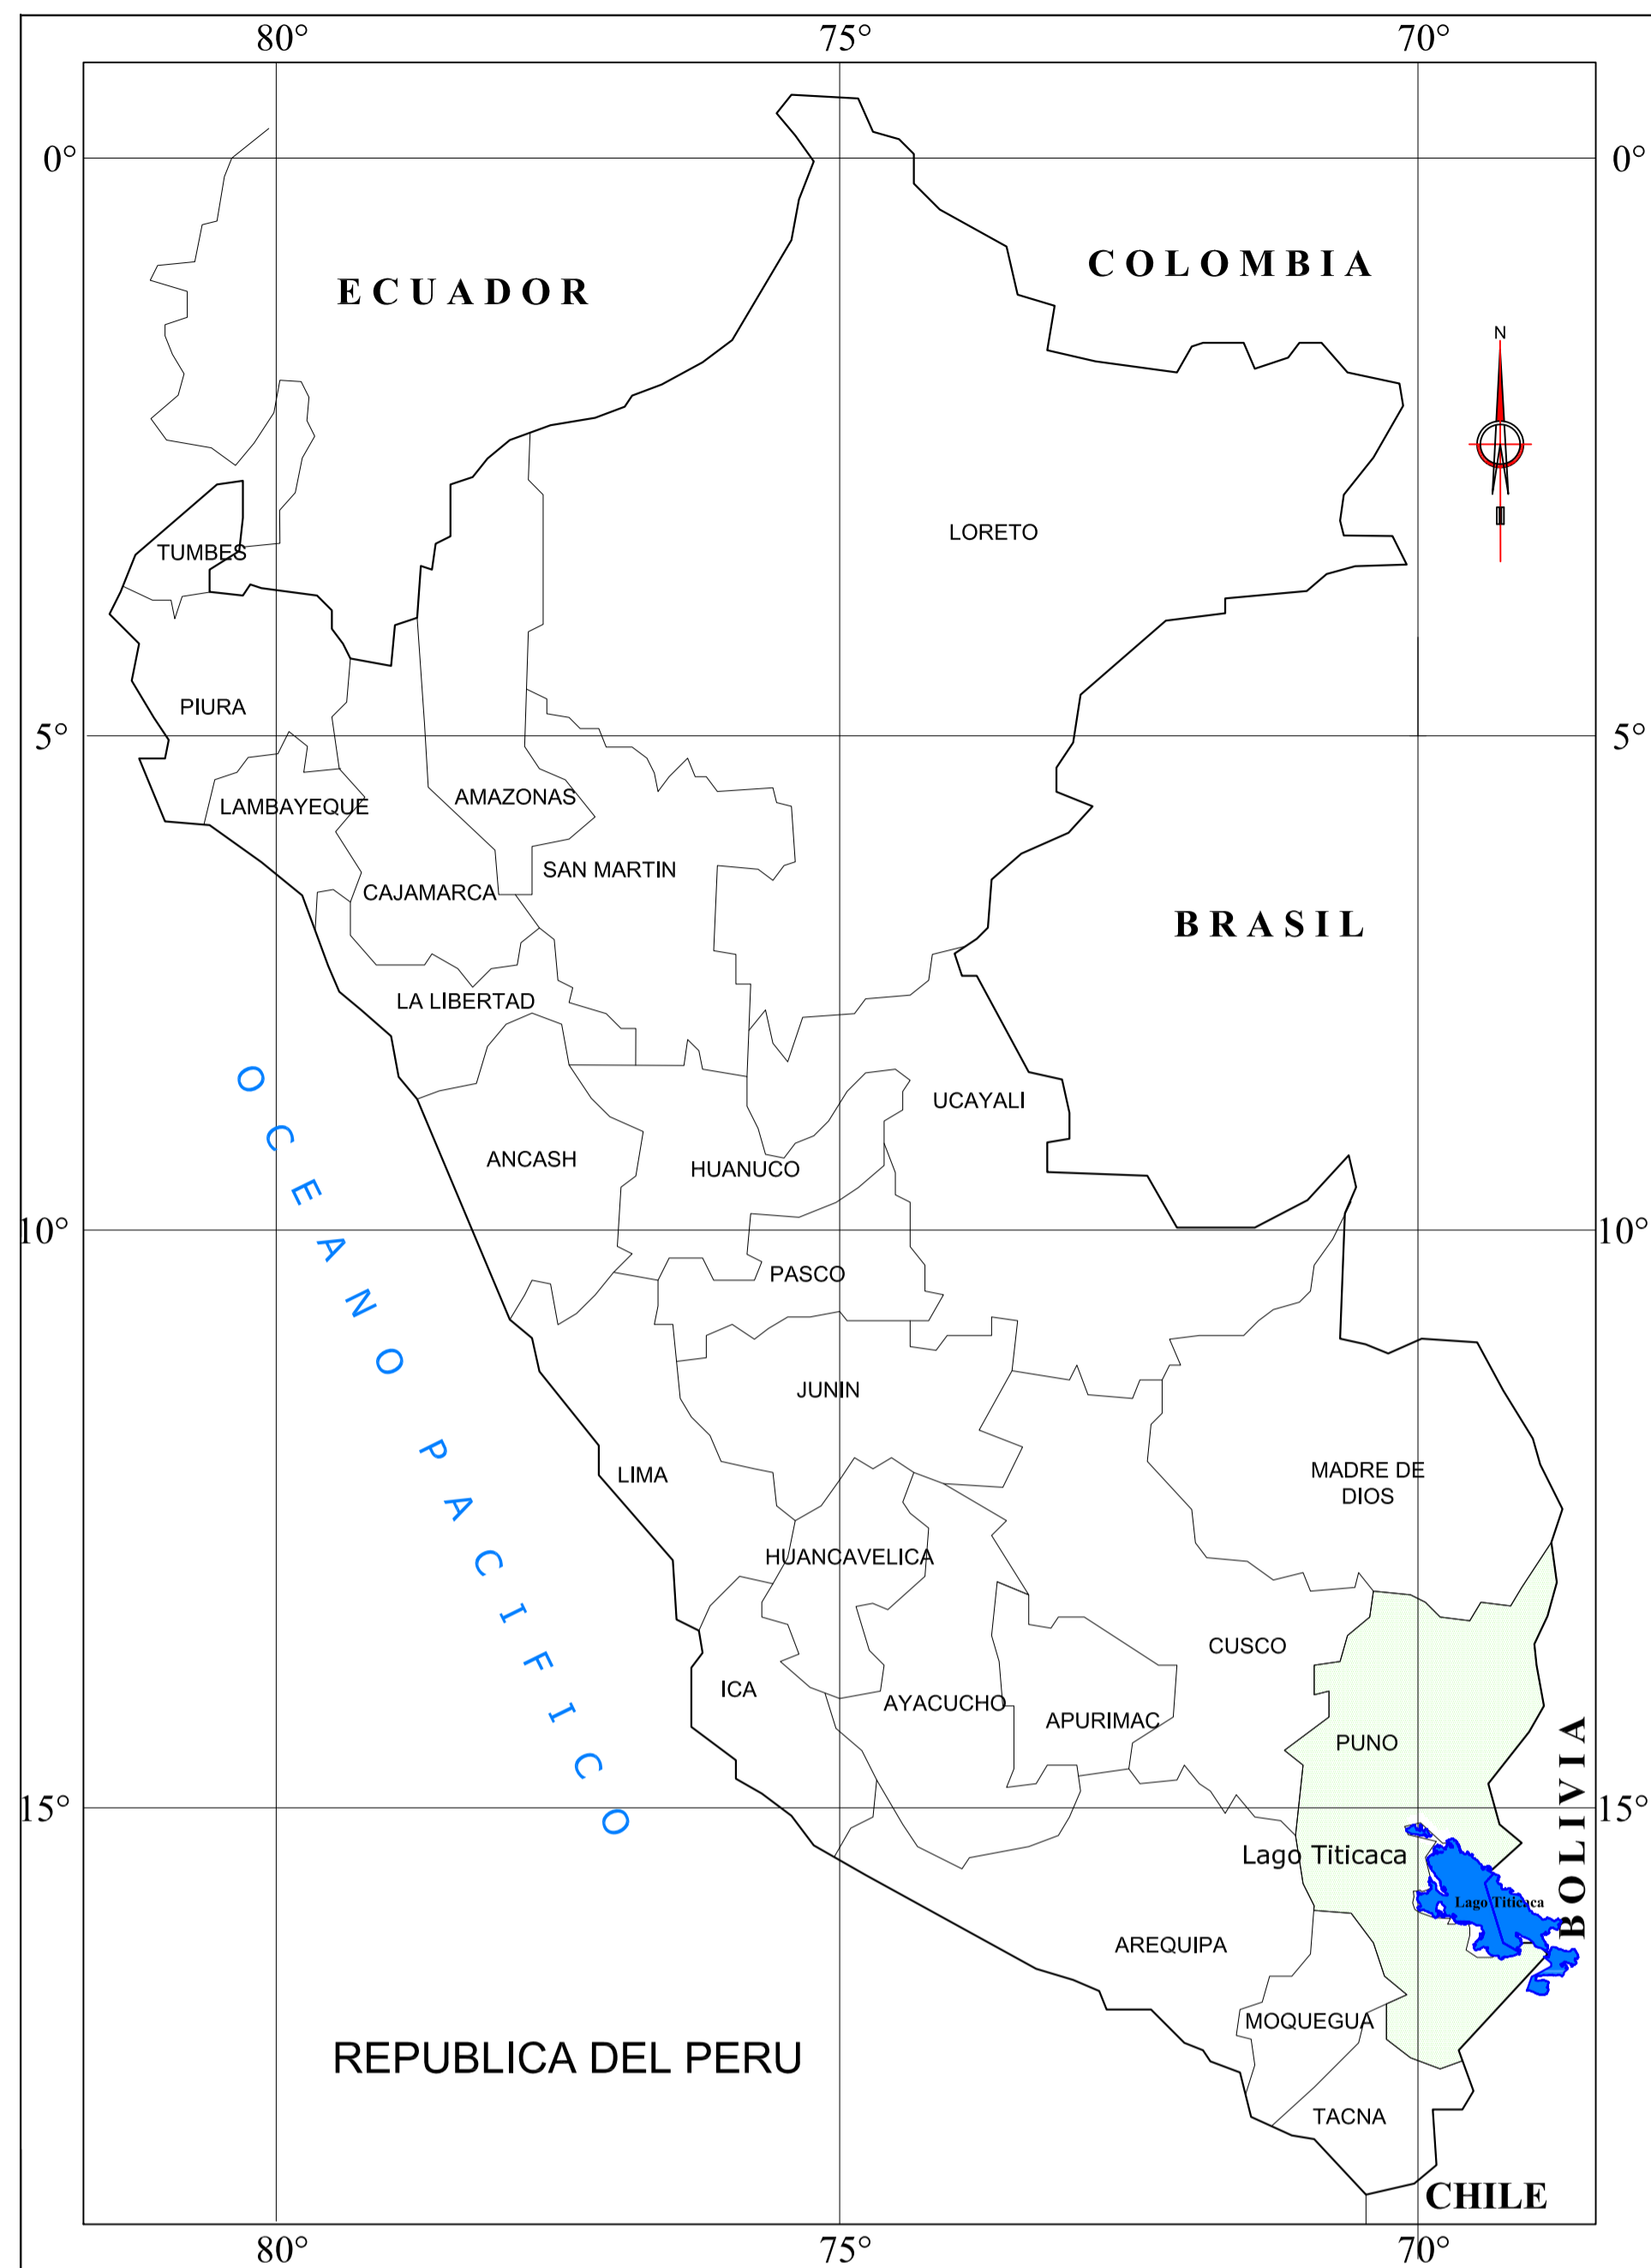 80° 75° 70°
0° 0°
COLOMBIA
ECUADOR
N
LORETO
TUMBES
PIURA
5° 5°
AMAZONAS
LAMBAYEQUE
SAN MARTIN
CAJAMARCA
BRASIL
LA LIBERTAD
UCAYALI
ANCASH
HUANUCO
10° 10°
PASCO
JUNIN
OCEANO PACIFICO
LIMA
MADRE DE
DIOS
HUANCAVELICA
CUSCO
ICA
AYACUCHO
APURIMAC
PUNO
BOLIVIA
15° 15°
Lago Titicaca
Lago Titicaca
AREQUIPA
MOQUEGUA
REPUBLICA DEL PERU
TACNA
CHILE
80° 75° 70°